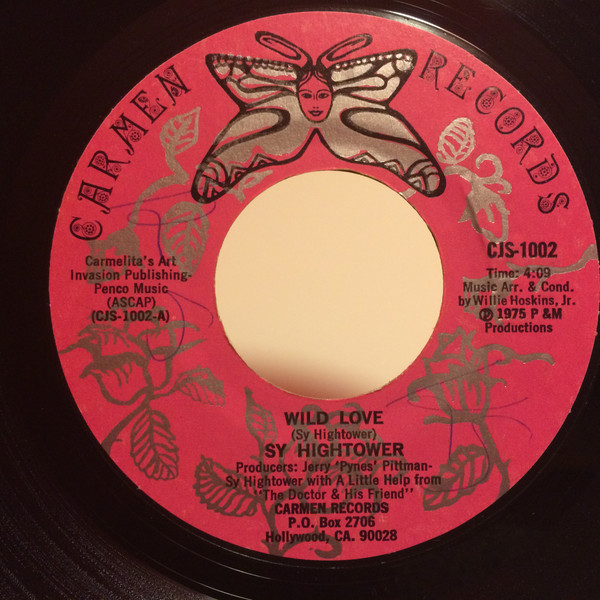 CARMEN RECORDS
Carmelita's Art
Invasion Publishing-
Penco Music
(ASCAP)
(CJS-1002-A)
CJS-1002
Time: 4:09
Music Arr. & Cond.
by Willie Hoskins, Jr.
Ⓟ 1975 P &M
Productions
WILD LOVE
(Sy Hightower)
SY HIGHTOWER
Producers: Jerry 'Pynes' Pittman-
Sy Hightower with A Little Help from
"The Doctor & His Friend"
CARMEN RECORDS
P.O. Box 2706
Hollywood, CA. 90028